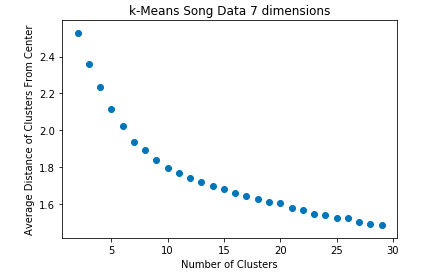 k-Means Song Data 7 dimensions
Average Distance of Clusters From Center
2.4
2.2
2.0
1.8
1.6
5 10 15 20 25 30
Number of Clusters